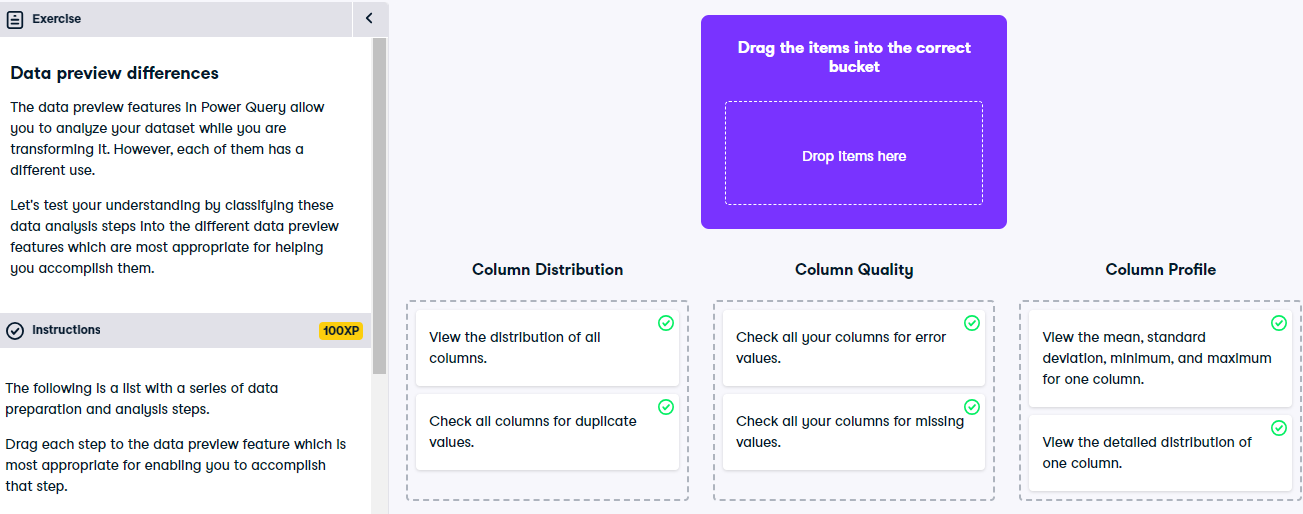 Exercise
Data preview differences
The data preview features in Power Query allow
you to analyze your dataset while you are
transforming it. However, each of them has a
different use.
Let's test your understanding by classifying these
data analysis steps into the different data preview
features which are most appropriate for helping
you accomplish them.
Instructions
100XP
The following is a list with a series of data
preparation and analysis steps.
Drag each step to the data preview feature which is
most appropriate for enabling you to accomplish
that step.
Drag the items into the correct
bucket
Drop items here
Column Distribution
View the distribution of all
columns.
Check all columns for duplicate
values.
Column Quality
Check all your columns for error
values.
Check all your columns for missing
values.
Column Profile
View the mean, standard
deviation, minimum, and maximum
for one column.
View the detailed distribution of
one column.